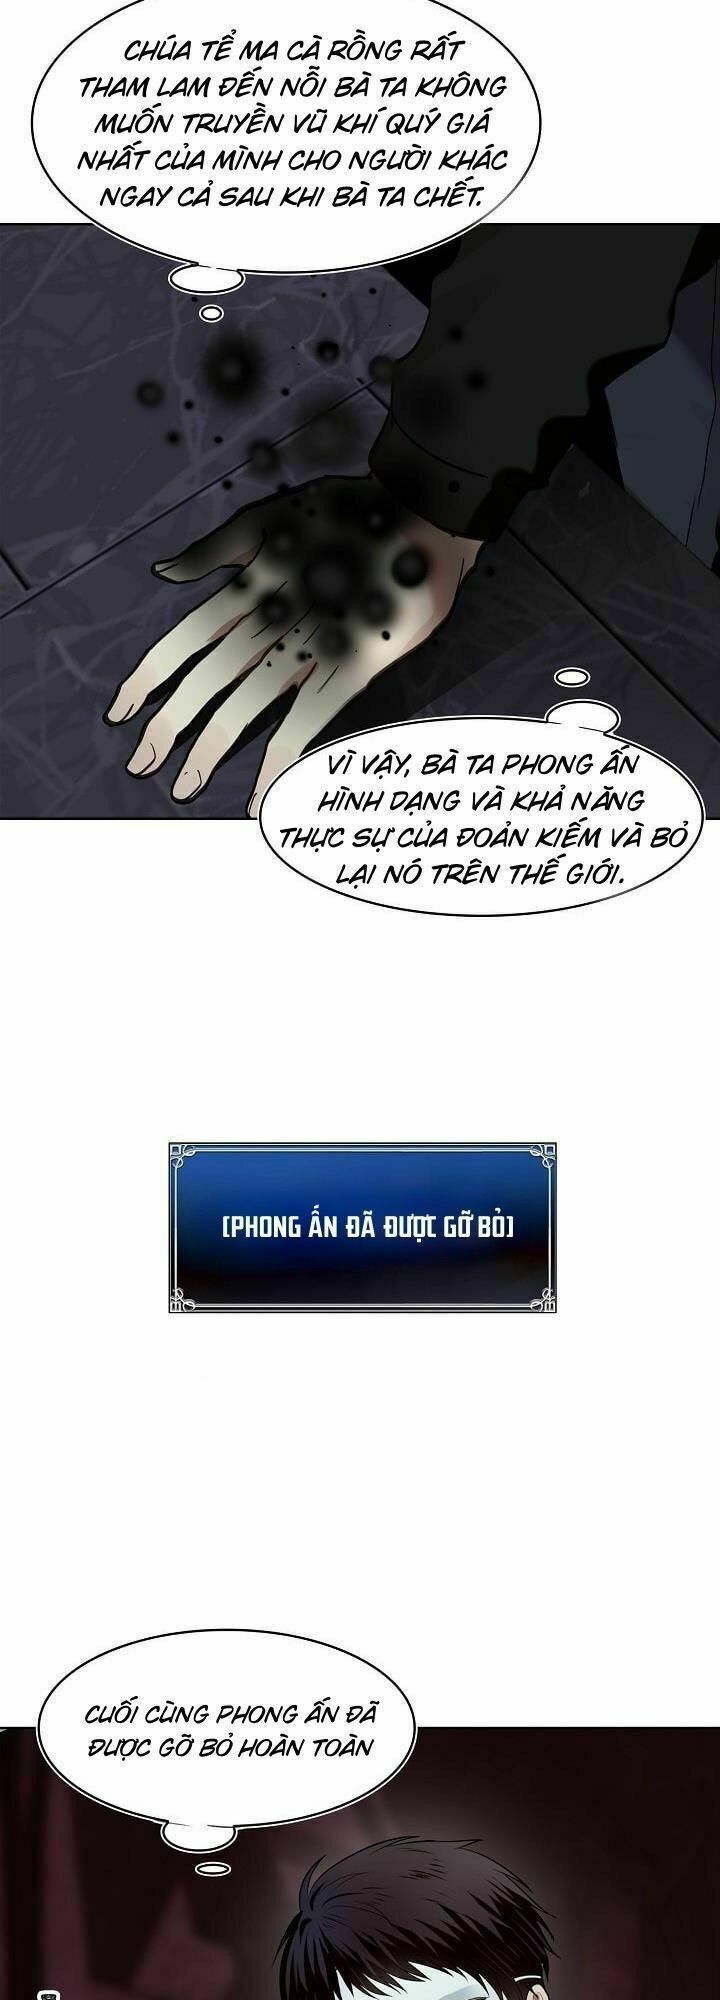 CHÚA TỂ MA CÀ RỒNG RẤT
THAM LAM ĐẾN NỖI BÀ TA KHÔNG
MUỐN TRUYỀN VŨ KHÍ QUÝ GIÁ
NHẤT CỦA MÌNH CHO NGƯỜI KHÁC
NGAY CẢ SAU KHI BÀ TA CHẾT.
VÌ VẬY, BÀ TA PHONG ẤN
HÌNH DẠNG VÀ KHẢ NĂNG
THỰC SỰ CỦA ĐOẢN KIẾM VÀ BỎ
LẠI NÓ TRÊN THẾ GIỚI.
[PHONG ẤN ĐÃ ĐƯỢC GỠ BỎ]
CUỐI CÙNG PHONG ẤN ĐÃ
ĐƯỢC GỠ BỎ HOÀN TOÀN